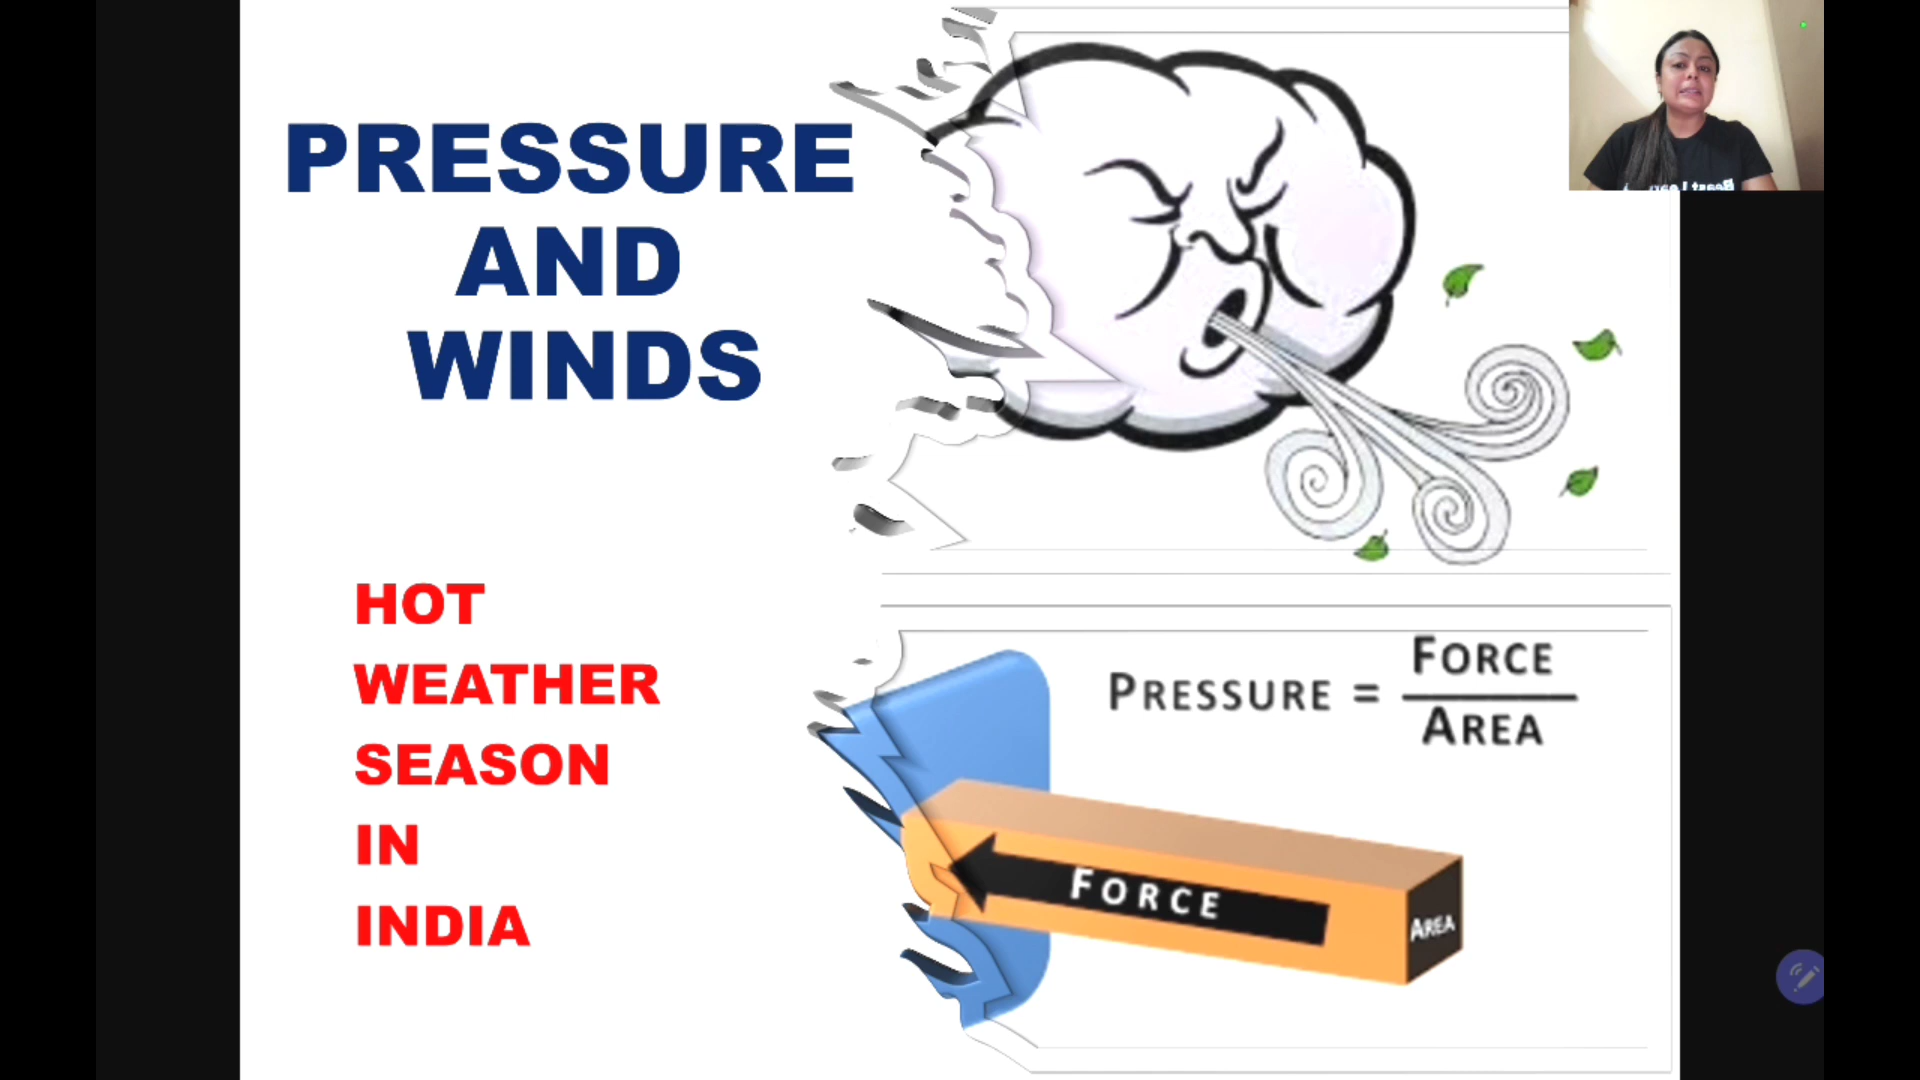 PRESSURE
AND
WINDS
HOT
WEATHER
SEASON
IN
INDIA
PRESSURE = FORCE
AREA
FORCE
AREA